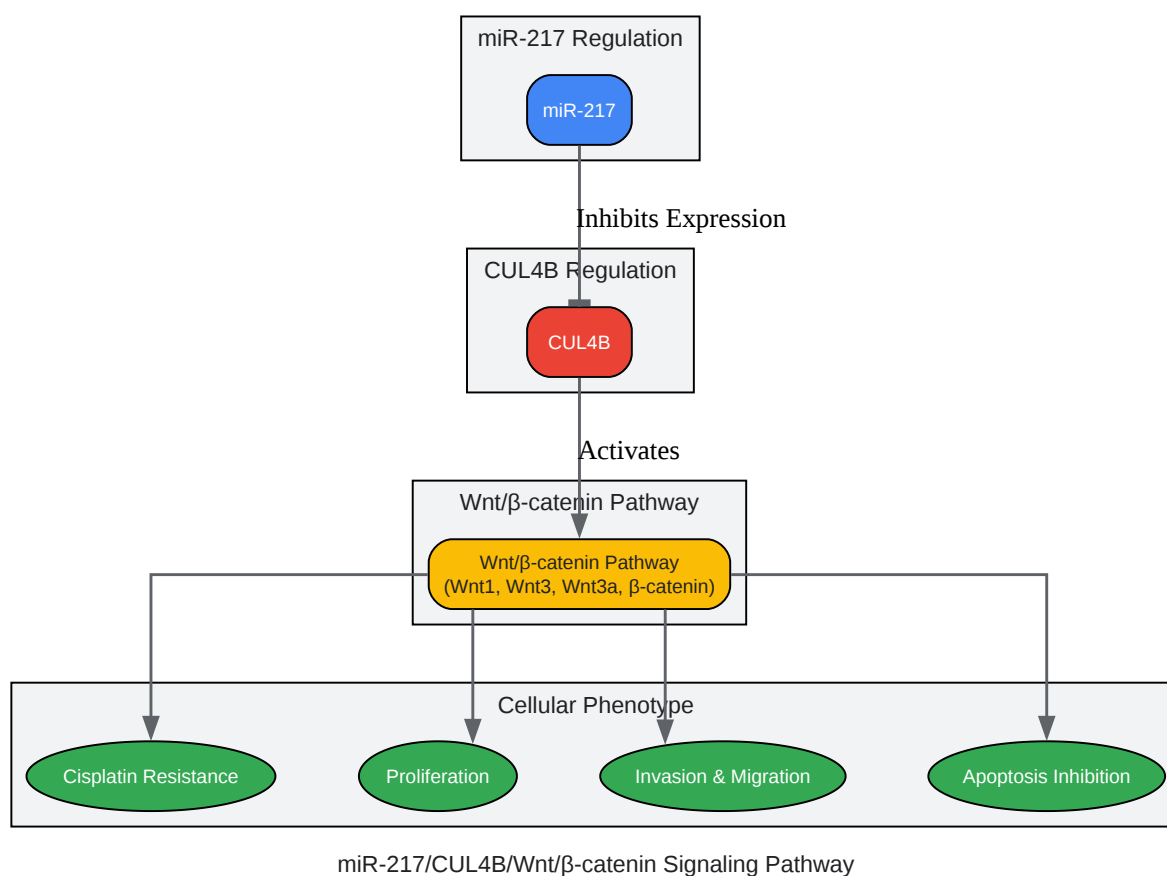 miR-217 Regulation
miR-217
Inhibits Expression
CUL4B Regulation
CUL4B
Activates
Wnt/β-catenin Pathway
Wnt/β-catenin Pathway
(Wnt1, Wnt3, Wnt3a, β-catenin)
Cellular Phenotype
Cisplatin Resistance
Proliferation
Invasion & Migration
Apoptosis Inhibition
miR-217/CUL4B/Wnt/β-catenin Signaling Pathway